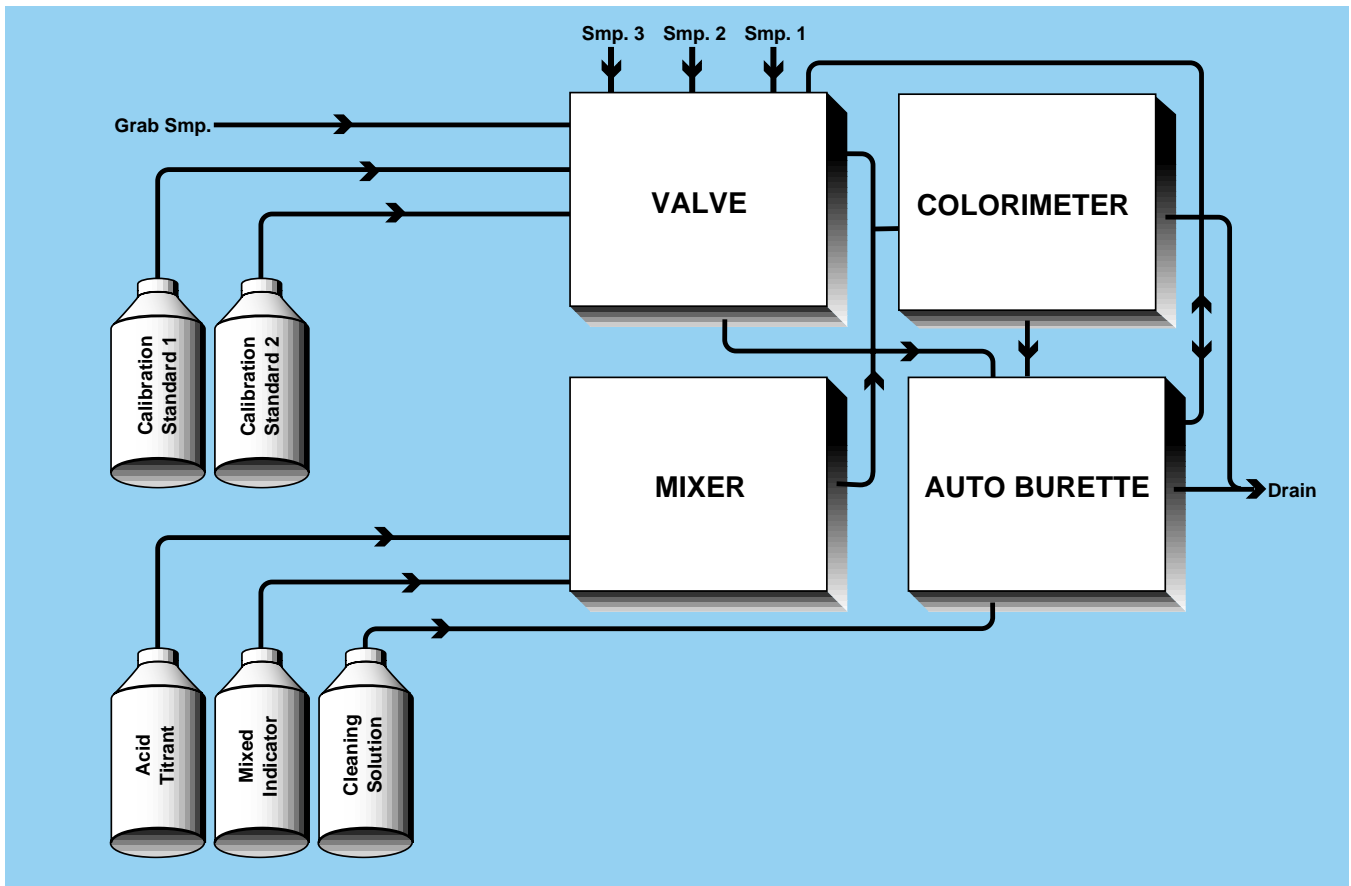 Smp. 3 Smp. 2 Smp. 1
Grab Smp.
VALVE
COLORIMETER
Calibration
Standard 1
Calibration
Standard 2
MIXER
AUTO BURETTE
Drain
Acid
Titrant
Mixed
Indicator
Cleaning
Solution